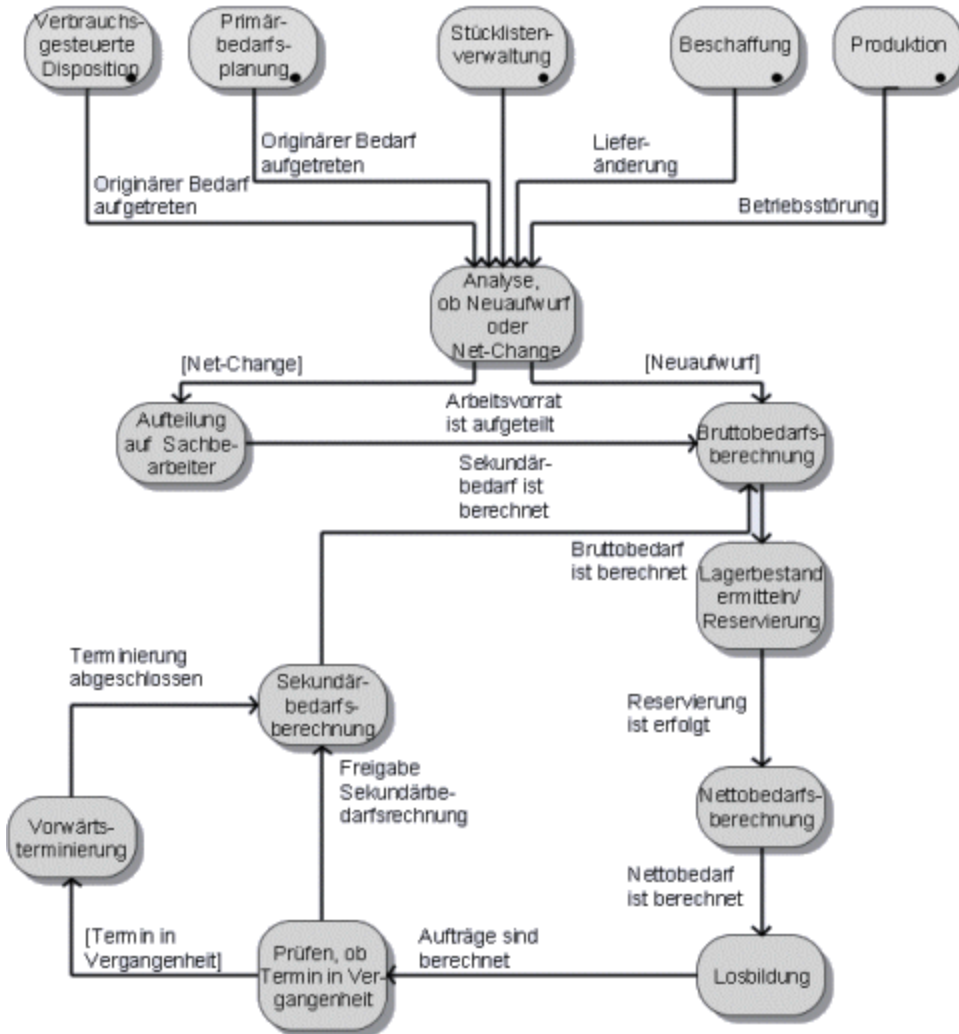 Verbrauchs-
gesteuerte
Disposition
Primär-
bedarfs-
planung
Stücklisten-
verwaltung
Beschaffung
Produktion
Originärer Bedarf
aufgetreten
Originärer Bedarf
aufgetreten
Liefer-
änderung
Betriebsstörung
Analyse,
ob Neuaufwurf
oder
Net-Change
[Net-Change]
[Neuaufwurf]
Aufteilung
auf Sachbe-
arbeiter
Arbeitsvorrat
ist aufgeteilt
Bruttobedarfs-
berechnung
Sekundär-
bedarf ist
berechnet
Bruttobedarf
ist berechnet
Lagerbestand
ermitteln/
Reservierung
Terminierung
abgeschlossen
Sekundär-
bedarfs-
berechnung
Reservierung
ist erfolgt
Freigabe
Sekundärbe-
darfsrechnung
Nettobedarfs-
berechnung
Vorwärts-
terminierung
Nettobedarf
ist berechnet
[Termin in
Vergangenheit]
Prüfen, ob
Termin in Ver-
gangenheit
Aufträge sind
berechnet
Losbildung